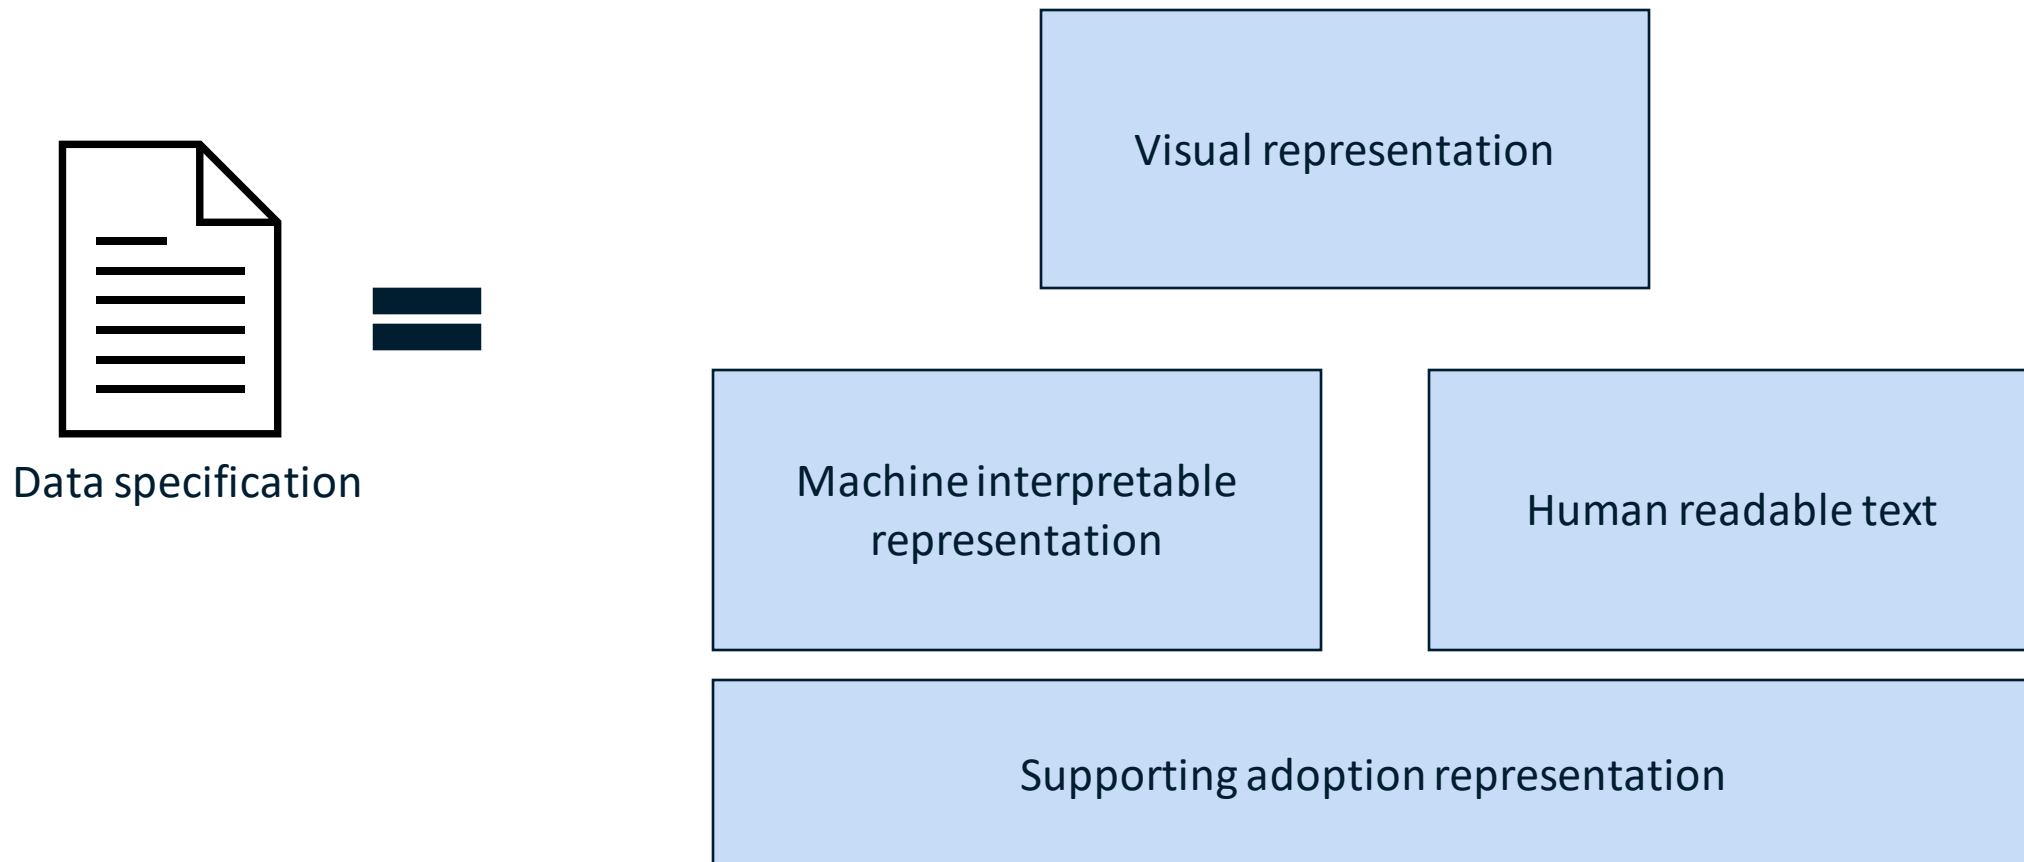 Visual representation
Data specification
Machine interpretable
representation
Human readable text
Supporting adoption representation